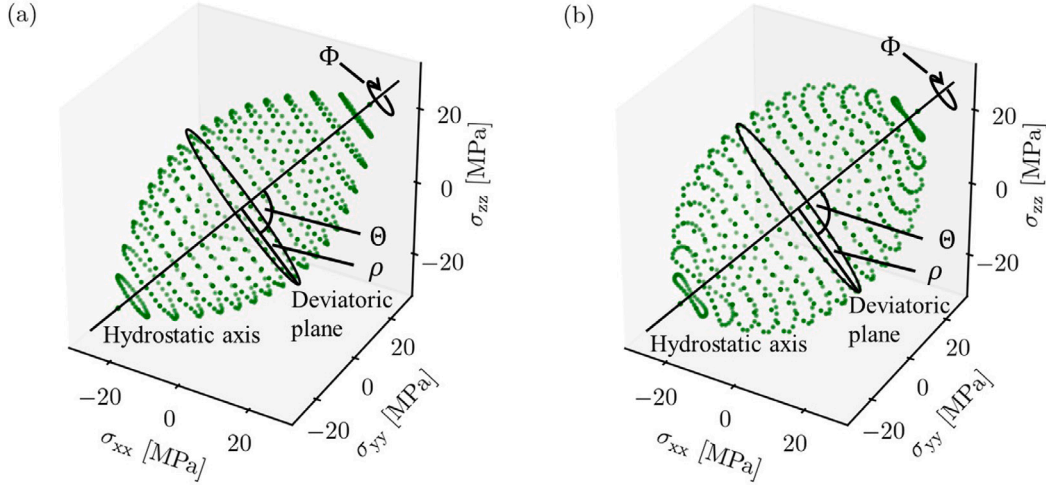 (a)
Φ
20
0
−20
σzz [MPa]
Θ
ρ
Deviatoric
plane
Hydrostatic axis
−20
0
20
σxx [MPa]
−20
0
20
σyy [MPa]
(b)
Φ
20
0
−20
σzz [MPa]
Θ
ρ
Deviatoric
plane
Hydrostatic axis
−20
0
20
σxx [MPa]
−20
0
20
σyy [MPa]